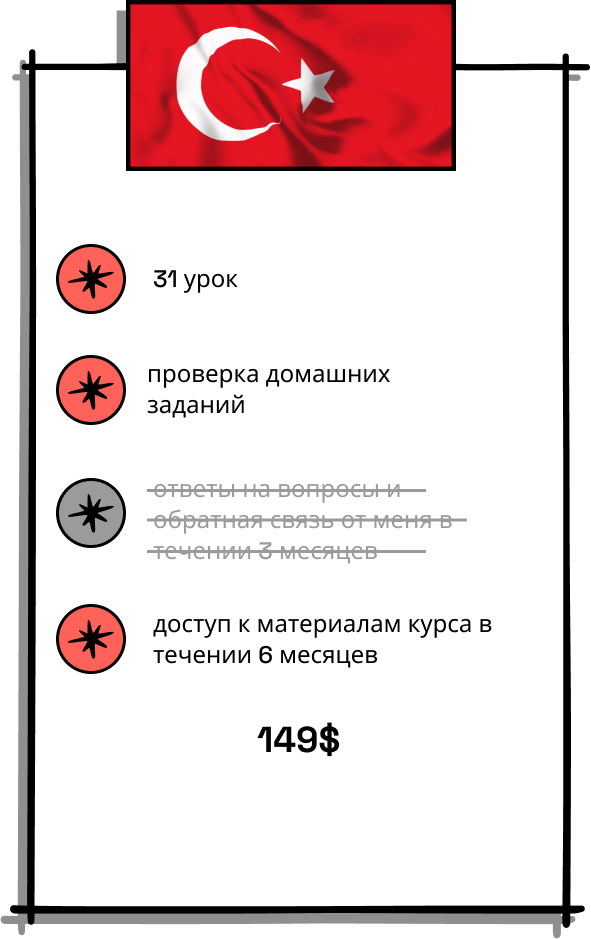 31 урок
проверка домашних
заданий
ответы на вопросы и
обратная связь от меня в
течении 3 месяцев
доступ к материалам курса в
течении 6 месяцев
149$